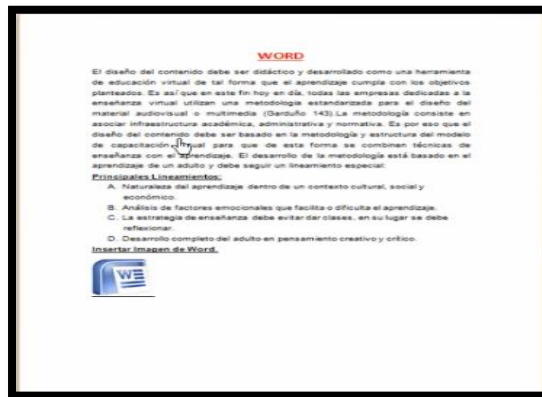 WORD
El diseño del contenido debe ser didáctico y desarrollado como una herramienta
de educación virtual de tal forma que el aprendizaje cumpla con los objetivos
planteados. Es así que en este fin hoy en día, todas las empresas dedicadas a la
enseñanza virtual utilizan una metodología estandarizada para el diseño del
material audiovisual o multimedia (Garduño 143).La metodología consiste en
asociar infraestructura académica, administrativa y normativa. Es por eso que el
diseño del contenido debe ser basado en la metodología y estructura del modelo
de capacitación para que de esta forma se combinen técnicas de
enseñanza con el aprendizaje. El desarrollo de la metodología está basado en el
aprendizaje de un adulto y debe seguir un lineamiento especial:
Principales Lineamientos:
A. Naturaleza del aprendizaje dentro de un contexto cultural, social y
económico.
B. Análisis de factores emocionales que facilita o dificulta el aprendizaje.
C. La estrategia de enseñanza debe evitar dar clases, en su lugar se debe
reflexionar.
D. Desarrollo completo del adulto en pensamiento creativo y crítico.
Insertar Imagen de Word.
W